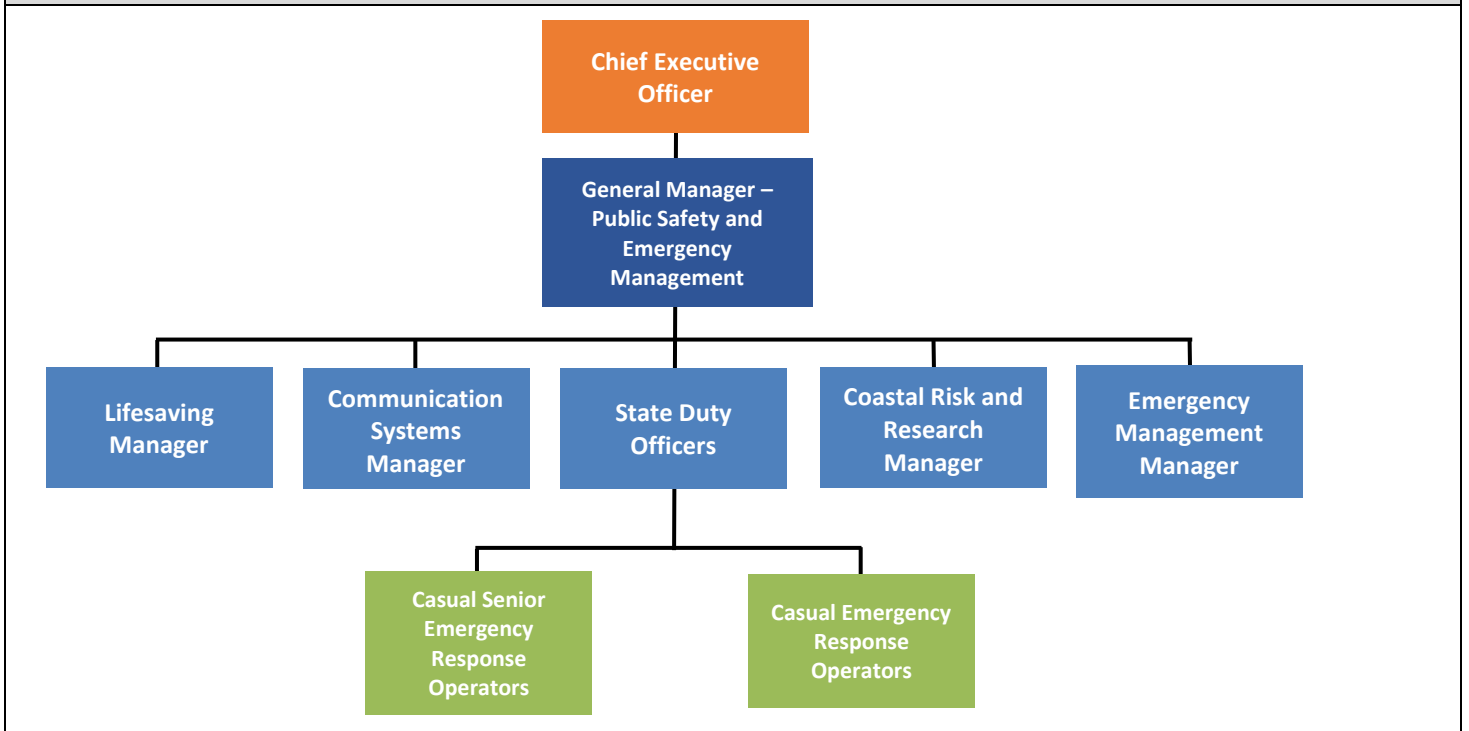 Chief Executive
Officer
General Manager –
Public Safety and
Emergency
Management
Lifesaving
Manager
Communication
Systems
Manager
State Duty
Officers
Coastal Risk and
Research
Manager
Emergency
Management
Manager
Casual Senior
Emergency
Response
Operators
Casual Emergency
Response
Operators